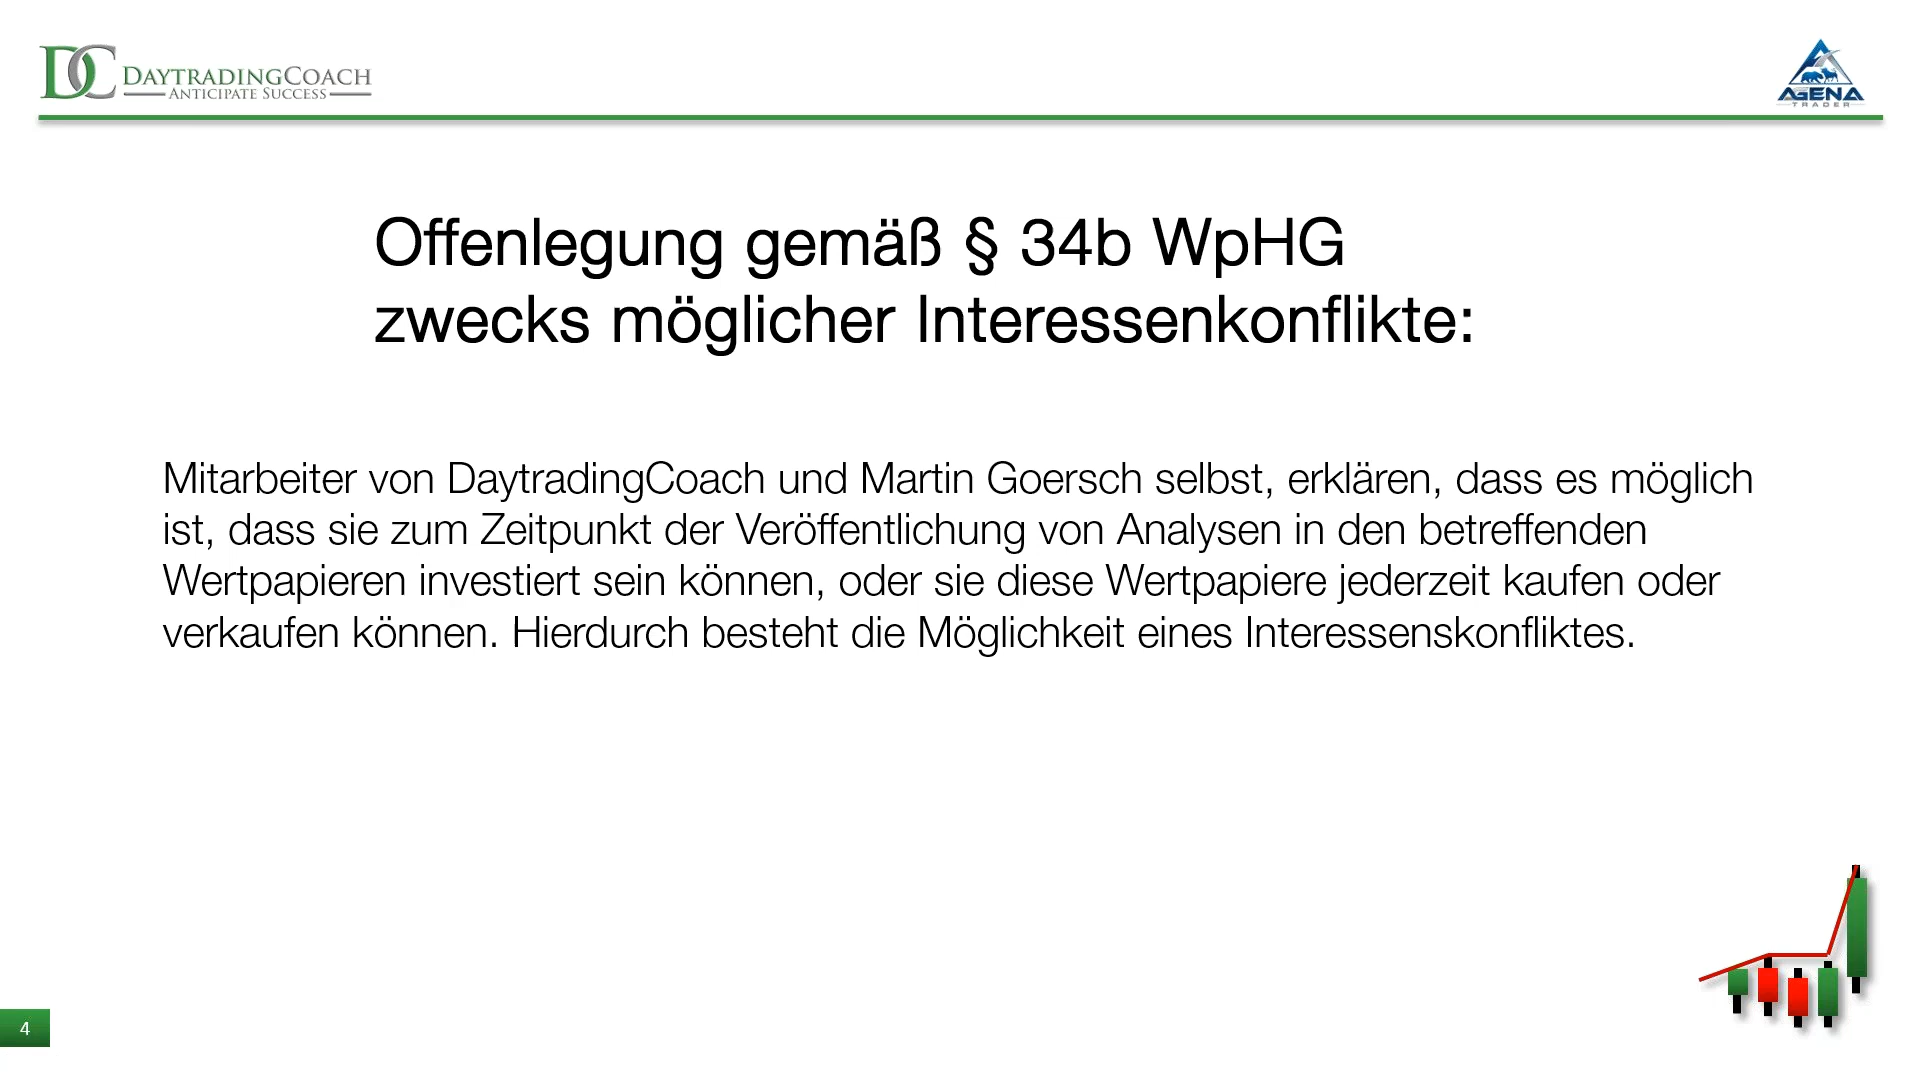 DC DAYTRADINGCOACH
ANTICIPATE SUCCESS
AGENA
TRADER
Offenlegung gemäß § 34b WpHG
zwecks möglicher Interessenkonflikte:
Mitarbeiter von DaytradingCoach und Martin Goersch selbst, erklären, dass es möglich
ist, dass sie zum Zeitpunkt der Veröffentlichung von Analysen in den betreffenden
Wertpapieren investiert sein können, oder sie diese Wertpapiere jederzeit kaufen oder
verkaufen können. Hierdurch besteht die Möglichkeit eines Interessenskonfliktes.
4